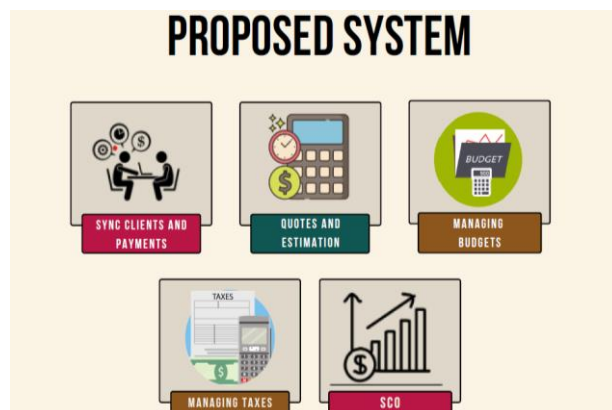 PROPOSED SYSTEM
SYNC CLIENTS AND
PAYMENTS
QUOTES AND
ESTIMATION
BUDGET
MANAGING
BUDGETS
TAXES
MANAGING TAXES
SCO